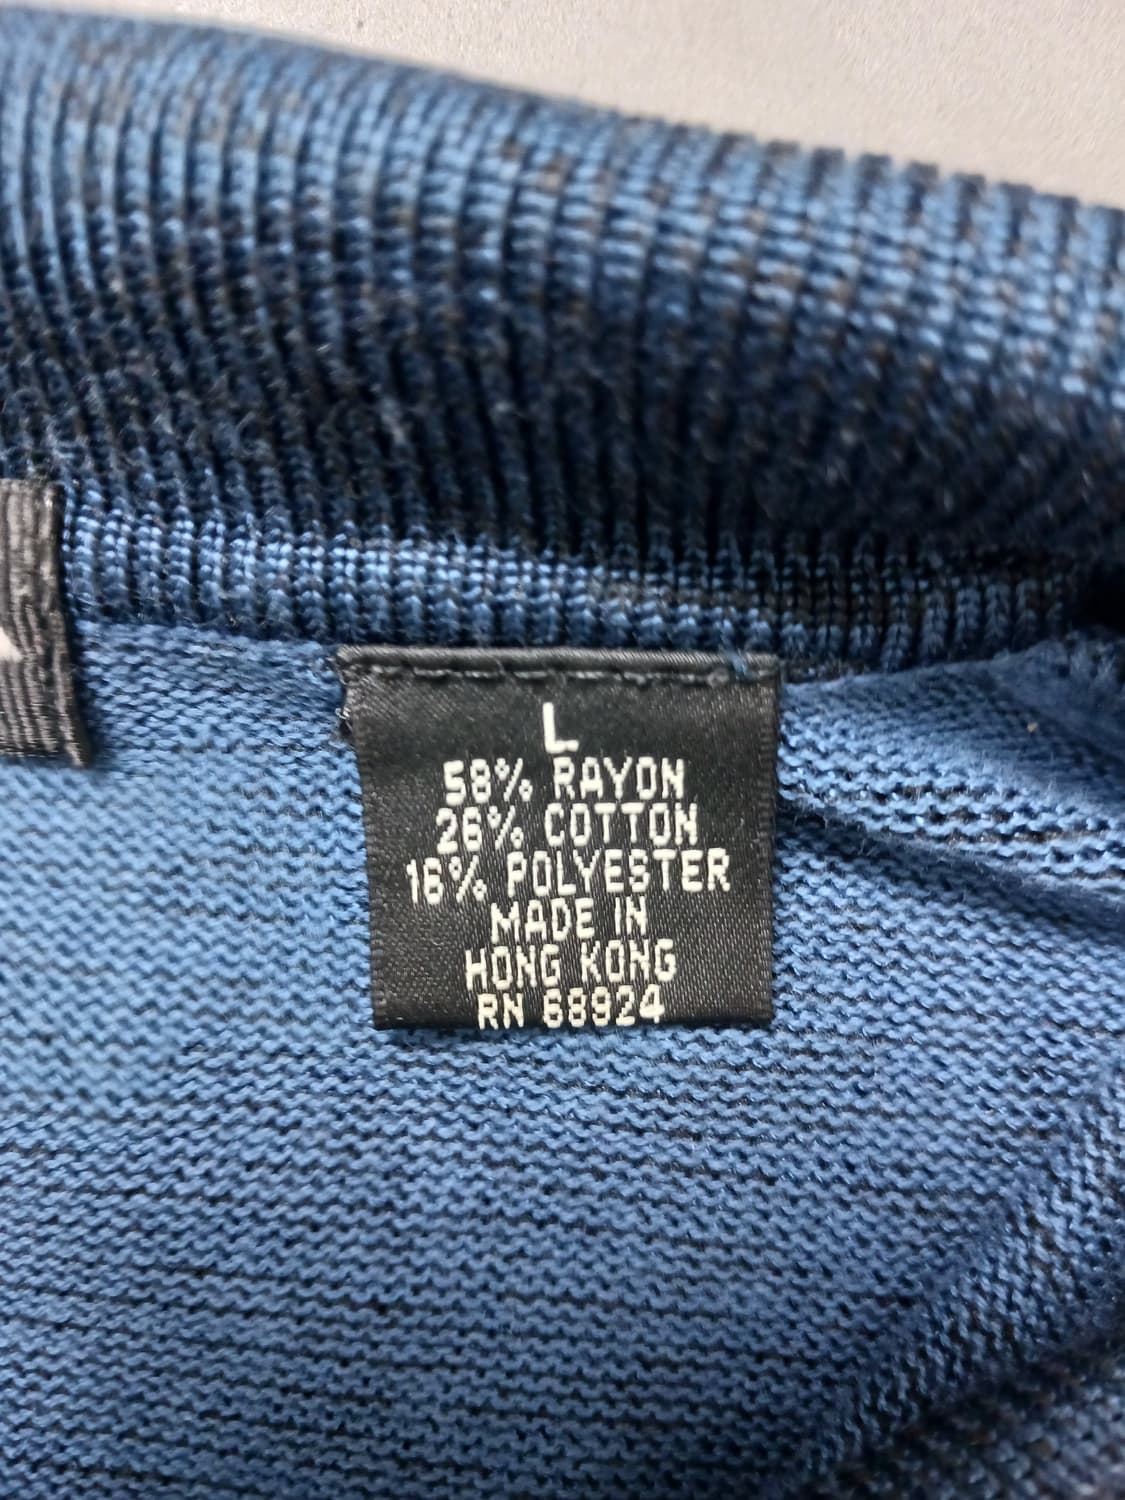 L
58% RAYON
26% COTTON
16% POLYESTER
MADE IN
HONG KONG
RN 68924